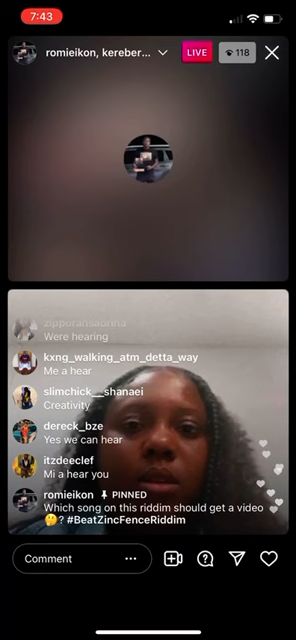 7:43
romieikon, kereber...
LIVE
118
zipporahsabrina
Were hearing
kxng_walking_atm_detta_way
Me a hear
slimchick__shanaei
Creativity
dereck_bze
Yes we can hear
itzdeeclef
Mi a hear you
romieikon PINNED
Which song on this riddim should get a video
🤔? #BeatZincFenceRiddim
Comment